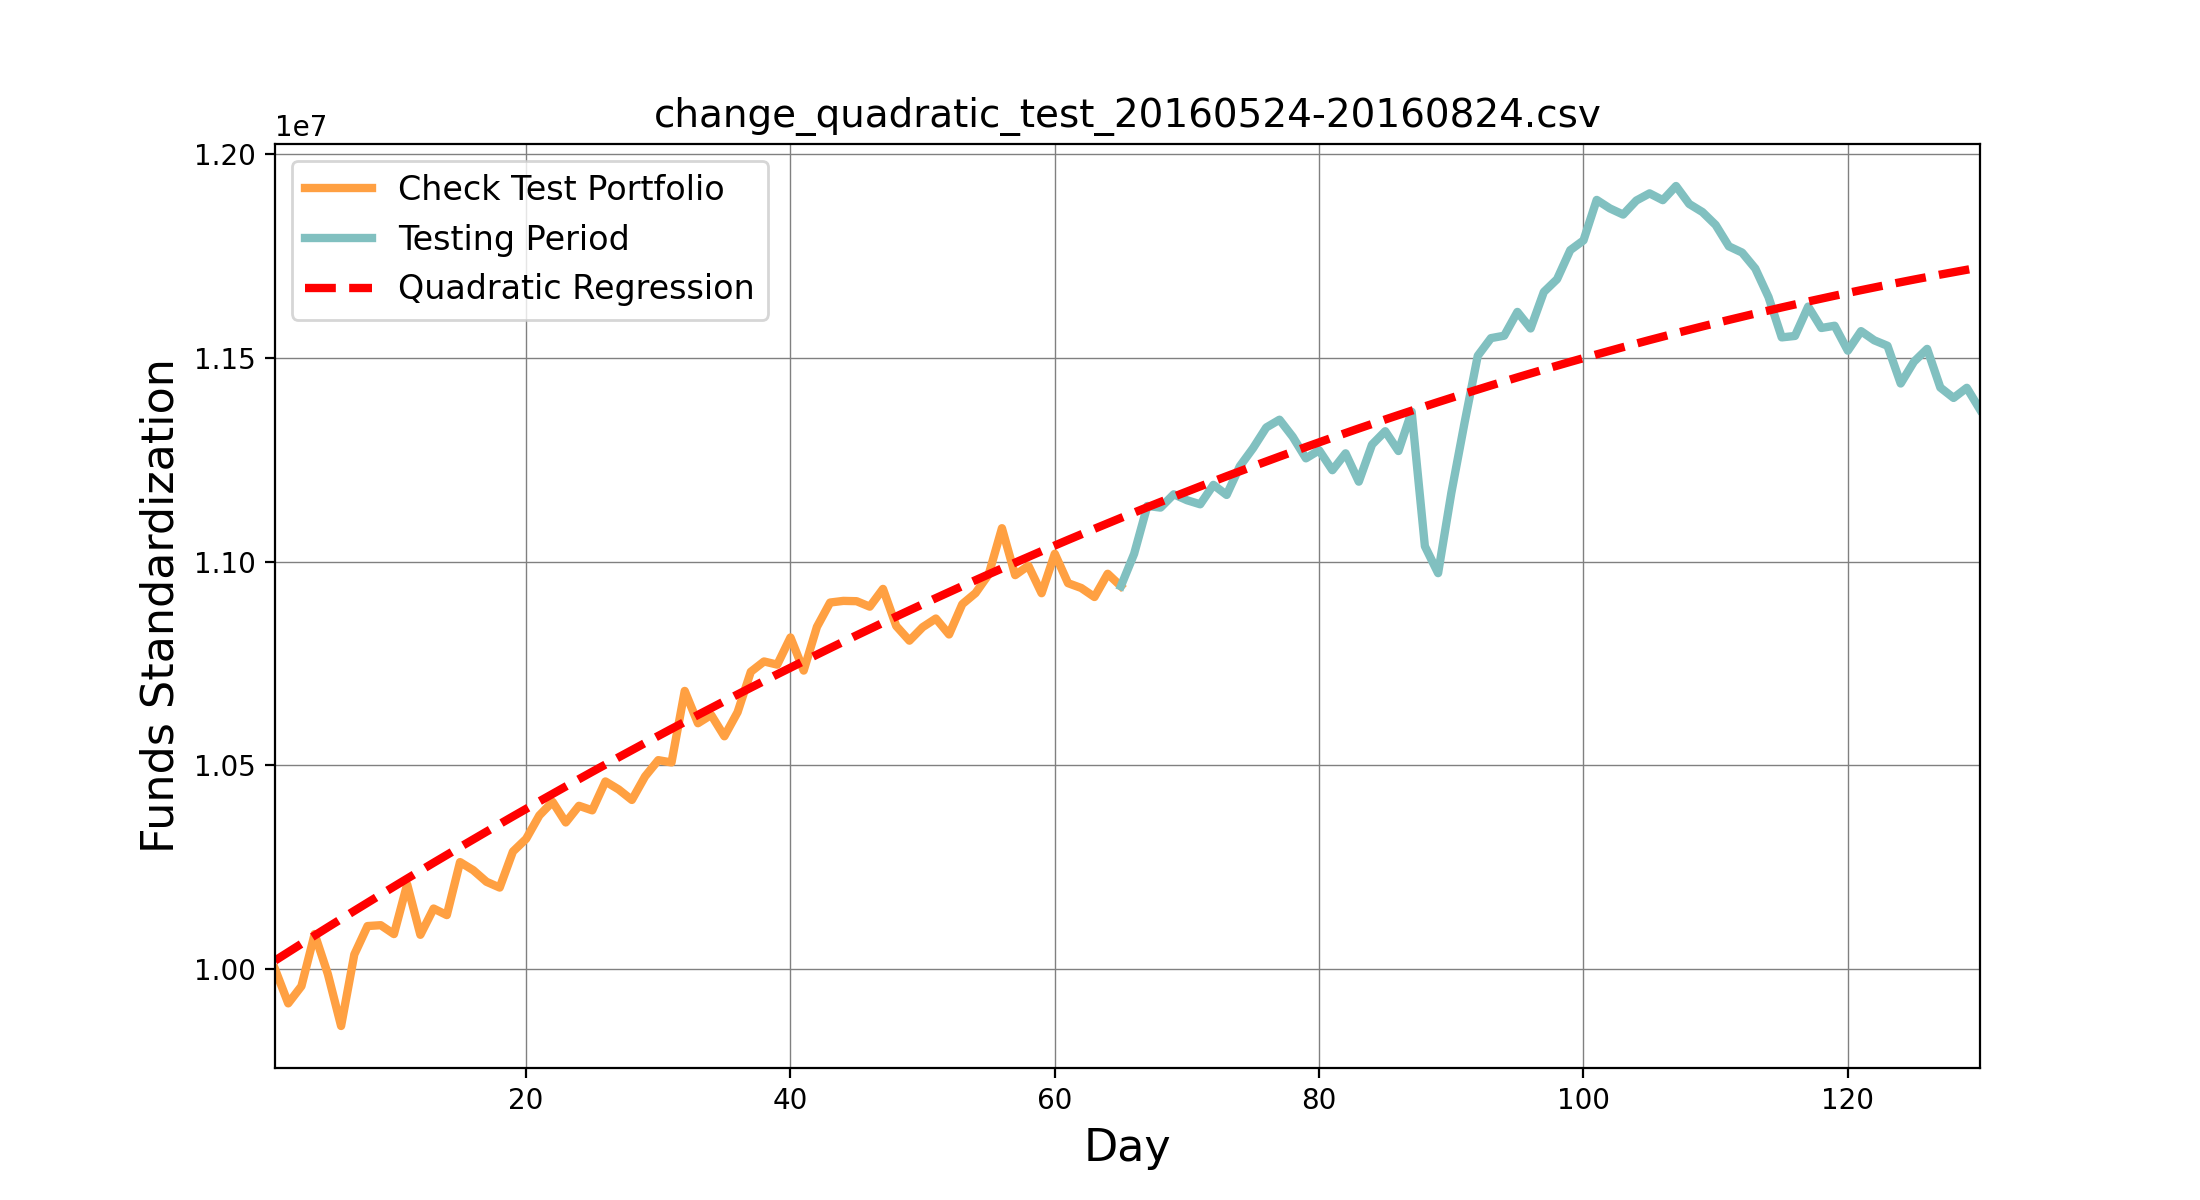 change_quadratic_test_20160524-20160824.csv
1e7
Check Test Portfolio
Testing Period
Quadratic Regression
Funds Standardization
1.20
1.15
1.10
1.05
1.00
20 40 60 80 100 120
Day